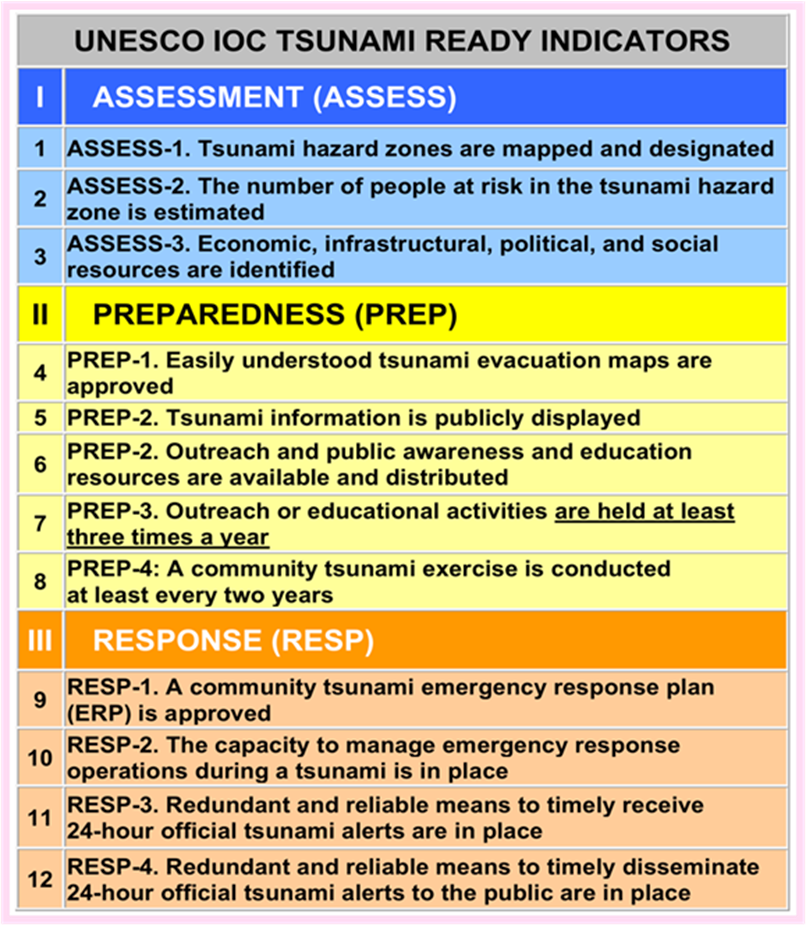 UNESCO IOC TSUNAMI READY INDICATORS
I ASSESSMENT (ASSESS)
1 ASSESS-1. Tsunami hazard zones are mapped and designated
2 ASSESS-2. The number of people at risk in the tsunami hazard
zone is estimated
3 ASSESS-3. Economic, infrastructural, political, and social
resources are identified
II PREPAREDNESS (PREP)
4 PREP-1. Easily understood tsunami evacuation maps are
approved
5 PREP-2. Tsunami information is publicly displayed
6 PREP-2. Outreach and public awareness and education
resources are available and distributed
7 PREP-3. Outreach or educational activities are held at least
three times a year
8 PREP-4: A community tsunami exercise is conducted
at least every two years
III RESPONSE (RESP)
9 RESP-1. A community tsunami emergency response plan
(ERP) is approved
10 RESP-2. The capacity to manage emergency response
operations during a tsunami is in place
11 RESP-3. Redundant and reliable means to timely receive
24-hour official tsunami alerts are in place
12 RESP-4. Redundant and reliable means to timely disseminate
24-hour official tsunami alerts to the public are in place